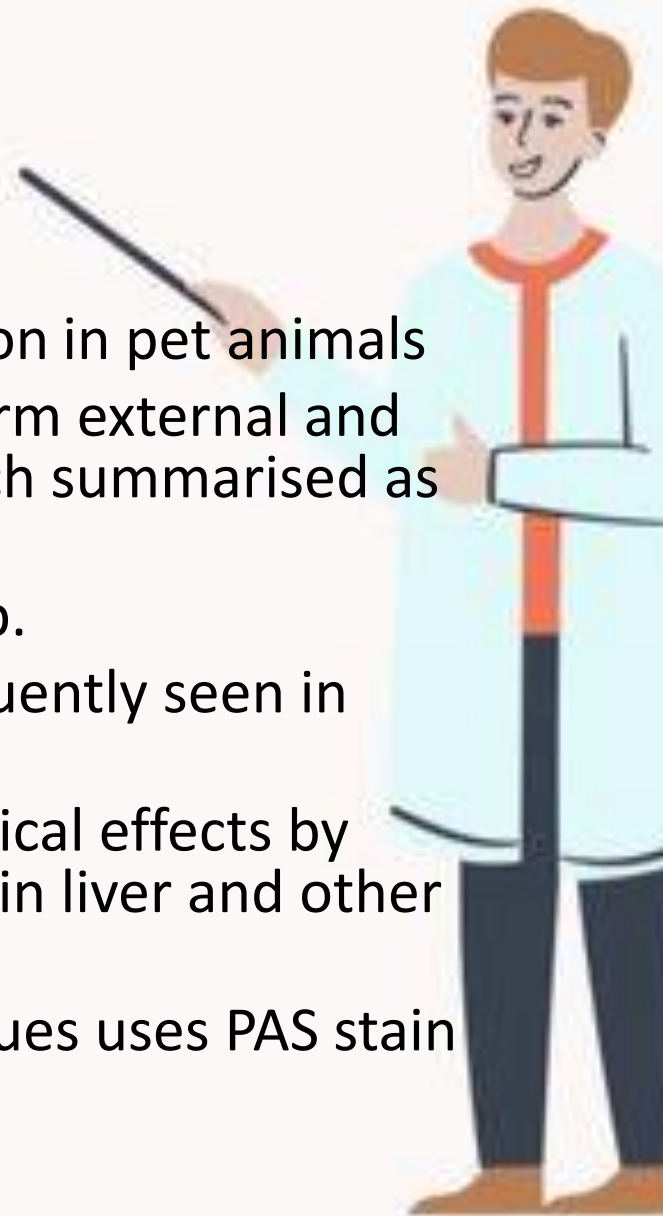 on in pet animals
rm external and
ch summarised as
o.
uently seen in
ical effects by
in liver and other
ues uses PAS stain